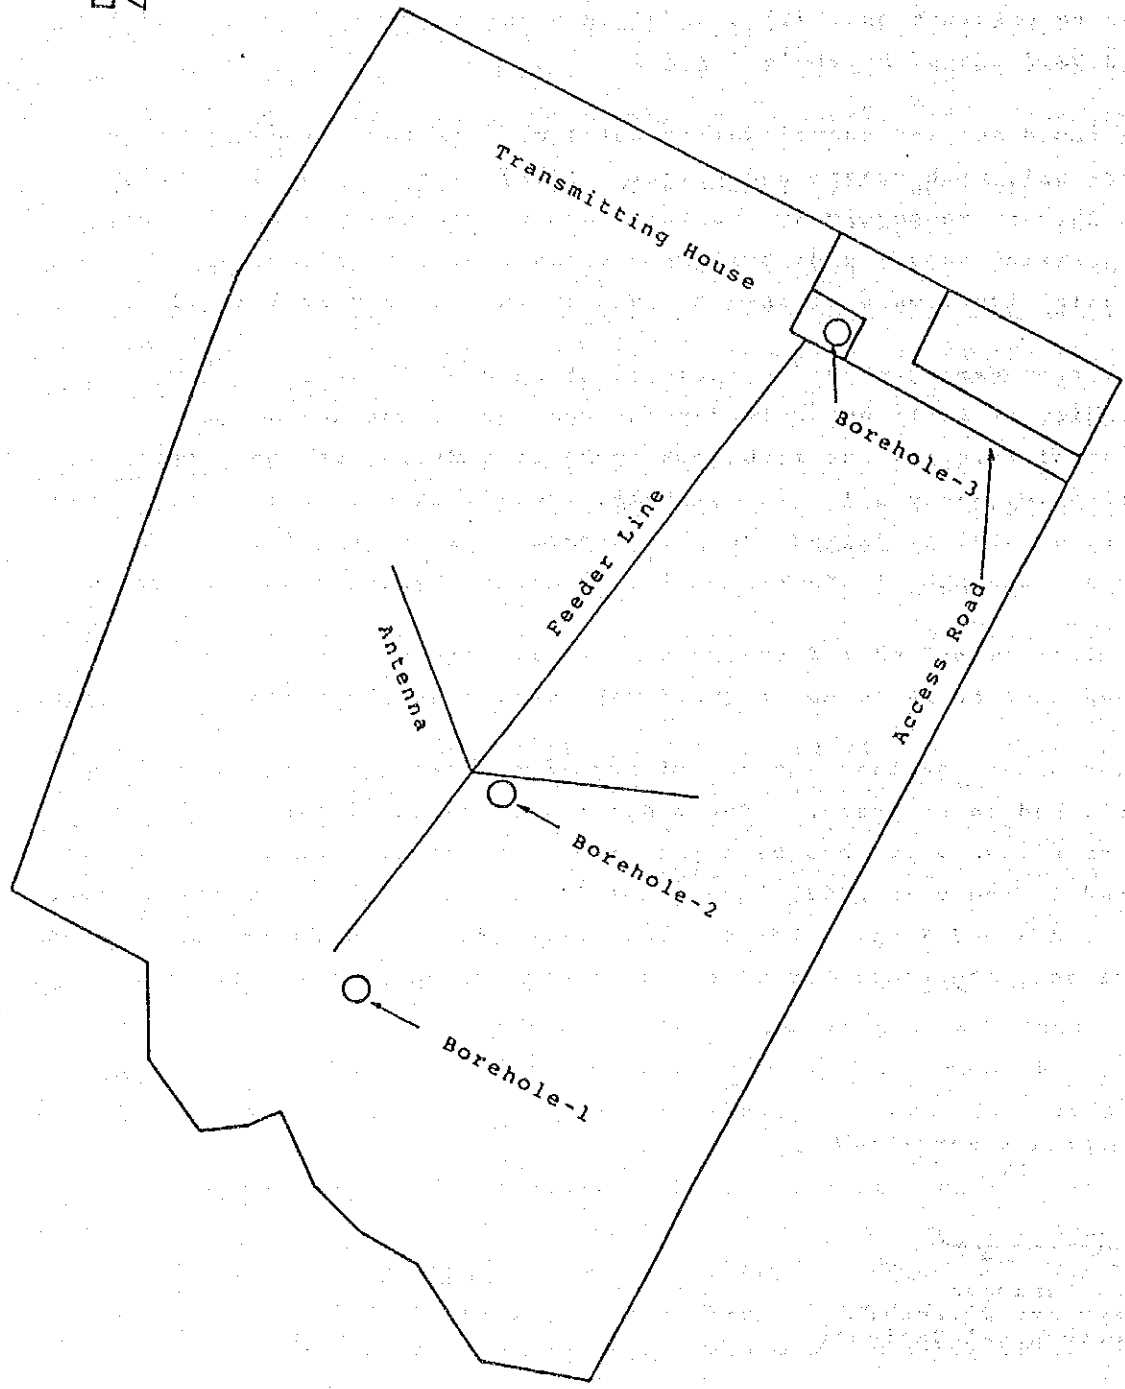 Transmitting House
Borehole-3
Feeder Line
Access Road
Antenna
Borehole-2
Borehole-1